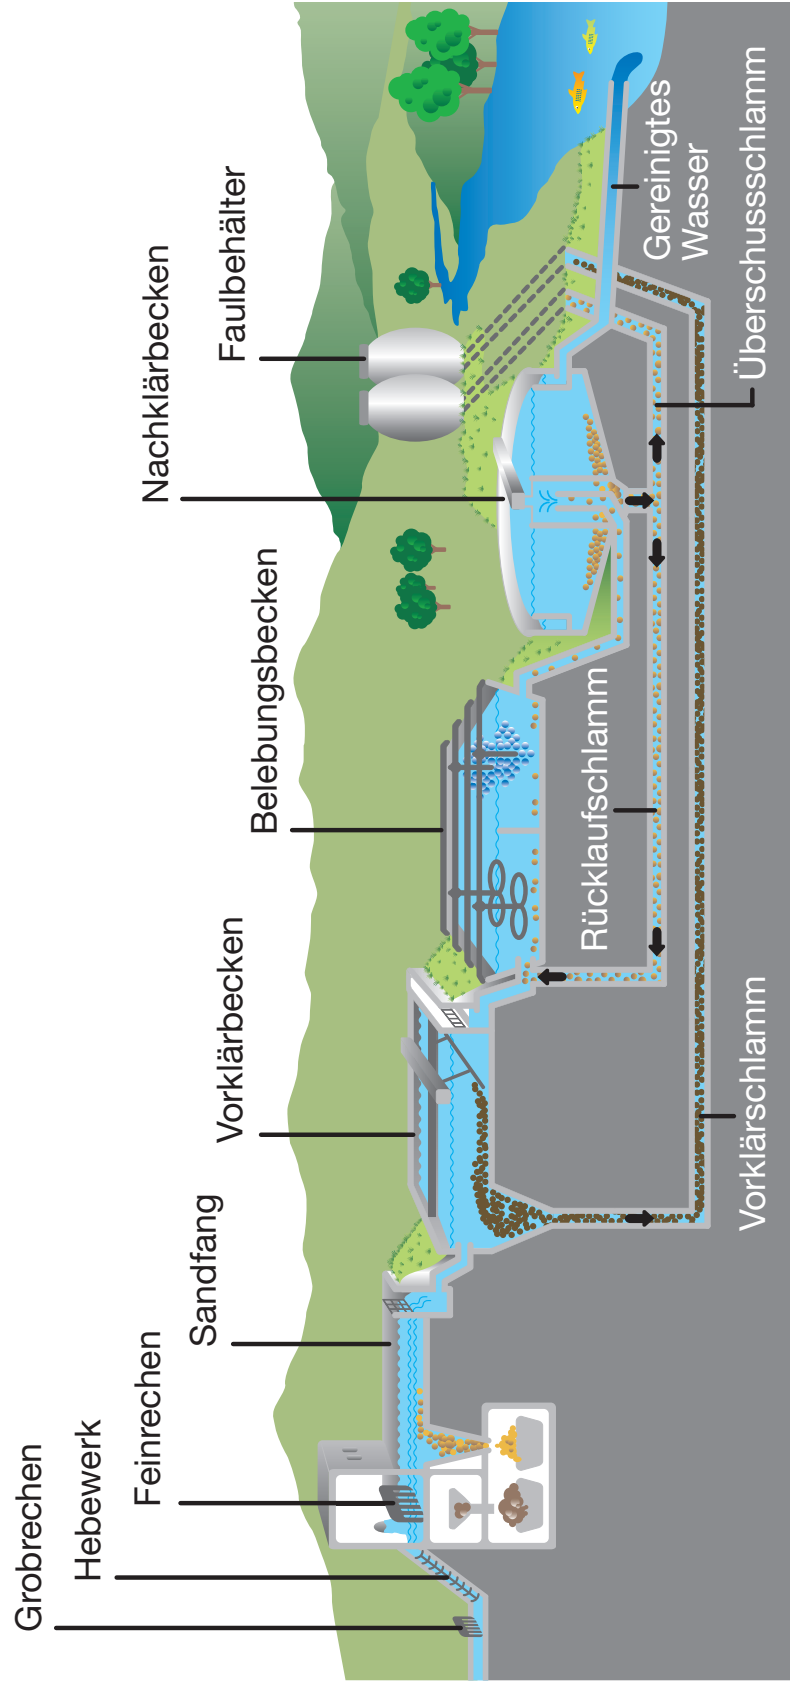 Grobrechen
Hebewerk
Feinrechen
Sandfang
Vorklärbecken
Belebungsbecken
Nachklärbecken
Faulbehälter
Gereinigtes
Wasser
Überschussschlamm
Rücklaufschlamm
Vorklärschlamm